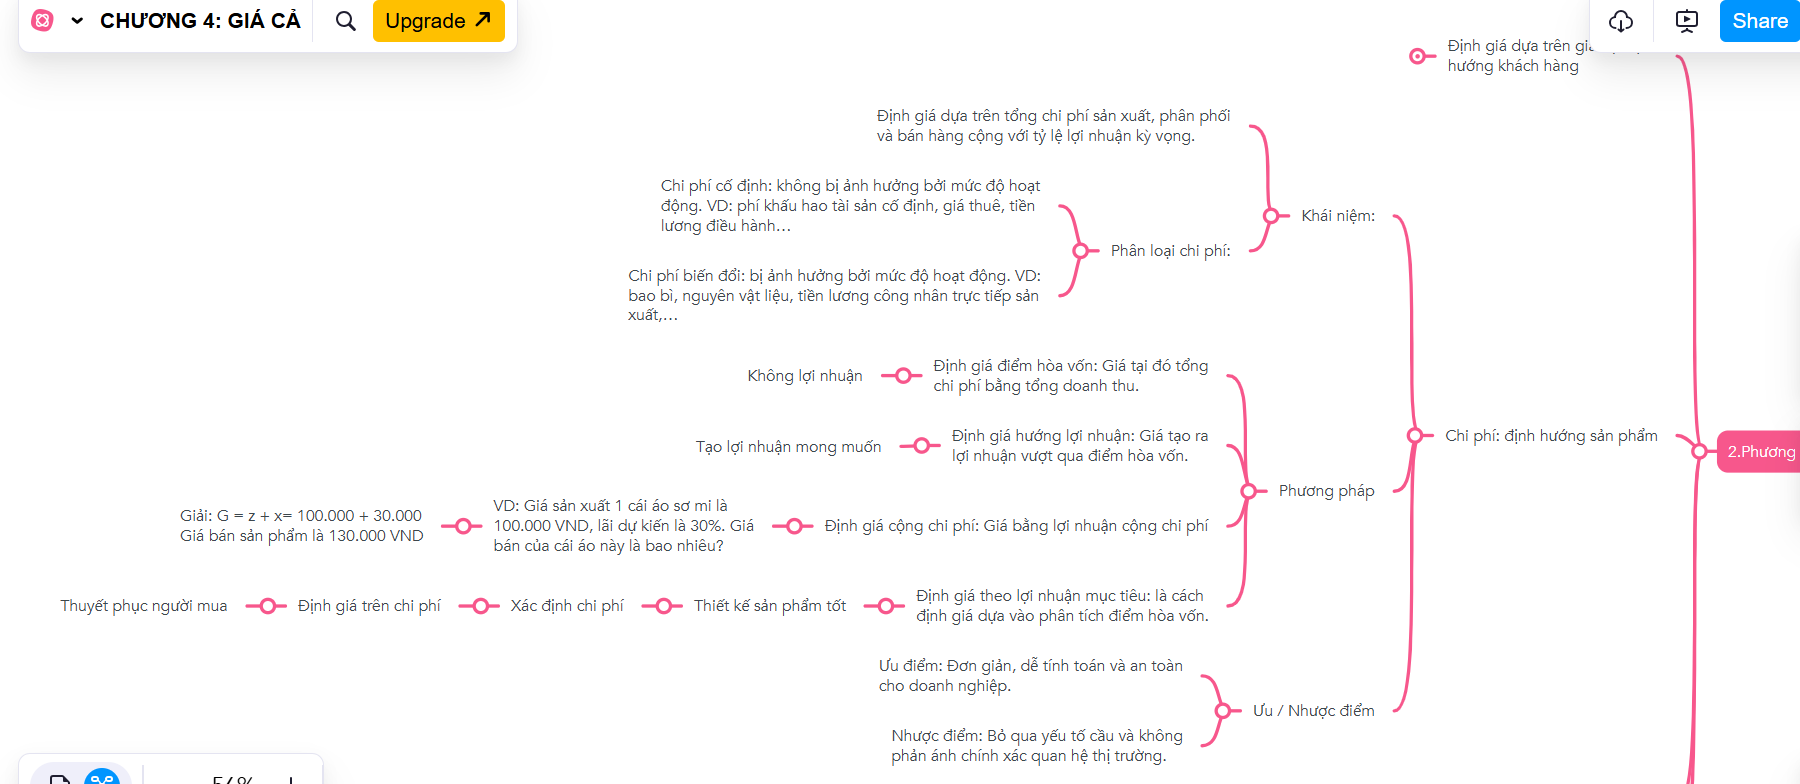 CHƯƠNG 4: GIÁ CẢ
Upgrade
Share
Định giá dựa trên
hướng khách hàng
Định giá dựa trên tổng chi phí sản xuất, phân phối
và bán hàng cộng với tỷ lệ lợi nhuận kỳ vọng.
Chi phí cố định: không bị ảnh hưởng bởi mức độ hoạt
động. VD: phí khấu hao tài sản cố định, giá thuê, tiền
lương điều hành...
Khái niệm:
Phân loại chi phí:
Chi phí biến đổi: bị ảnh hưởng bởi mức độ hoạt động. VD:
bao bì, nguyên vật liệu, tiền lương công nhân trực tiếp sản
xuất,...
Không lợi nhuận
Định giá điểm hòa vốn: Giá tại đó tổng
chi phí bằng tổng doanh thu.
Tạo lợi nhuận mong muốn
Định giá hướng lợi nhuận: Giá tạo ra
lợi nhuận vượt qua điểm hòa vốn.
Chi phí: định hướng sản phẩm
2.Phương
Phương pháp
Giải: G = z + x= 100.000 + 30.000
Giá bán sản phẩm là 130.000 VND
VD: Giá sản xuất 1 cái áo sơ mi là
100.000 VND, lãi dự kiến là 30%. Giá
bán của cái áo này là bao nhiêu?
Định giá cộng chi phí: Giá bằng lợi nhuận cộng chi phí
Thuyết phục người mua
Định giá trên chi phí
Xác định chi phí
Thiết kế sản phẩm tốt
Định giá theo lợi nhuận mục tiêu: là cách
định giá dựa vào phân tích điểm hòa vốn.
Ưu điểm: Đơn giản, dễ tính toán và an toàn
cho doanh nghiệp.
Ưu / Nhược điểm
Nhược điểm: Bỏ qua yếu tố cầu và không
phản ánh chính xác quan hệ thị trường.